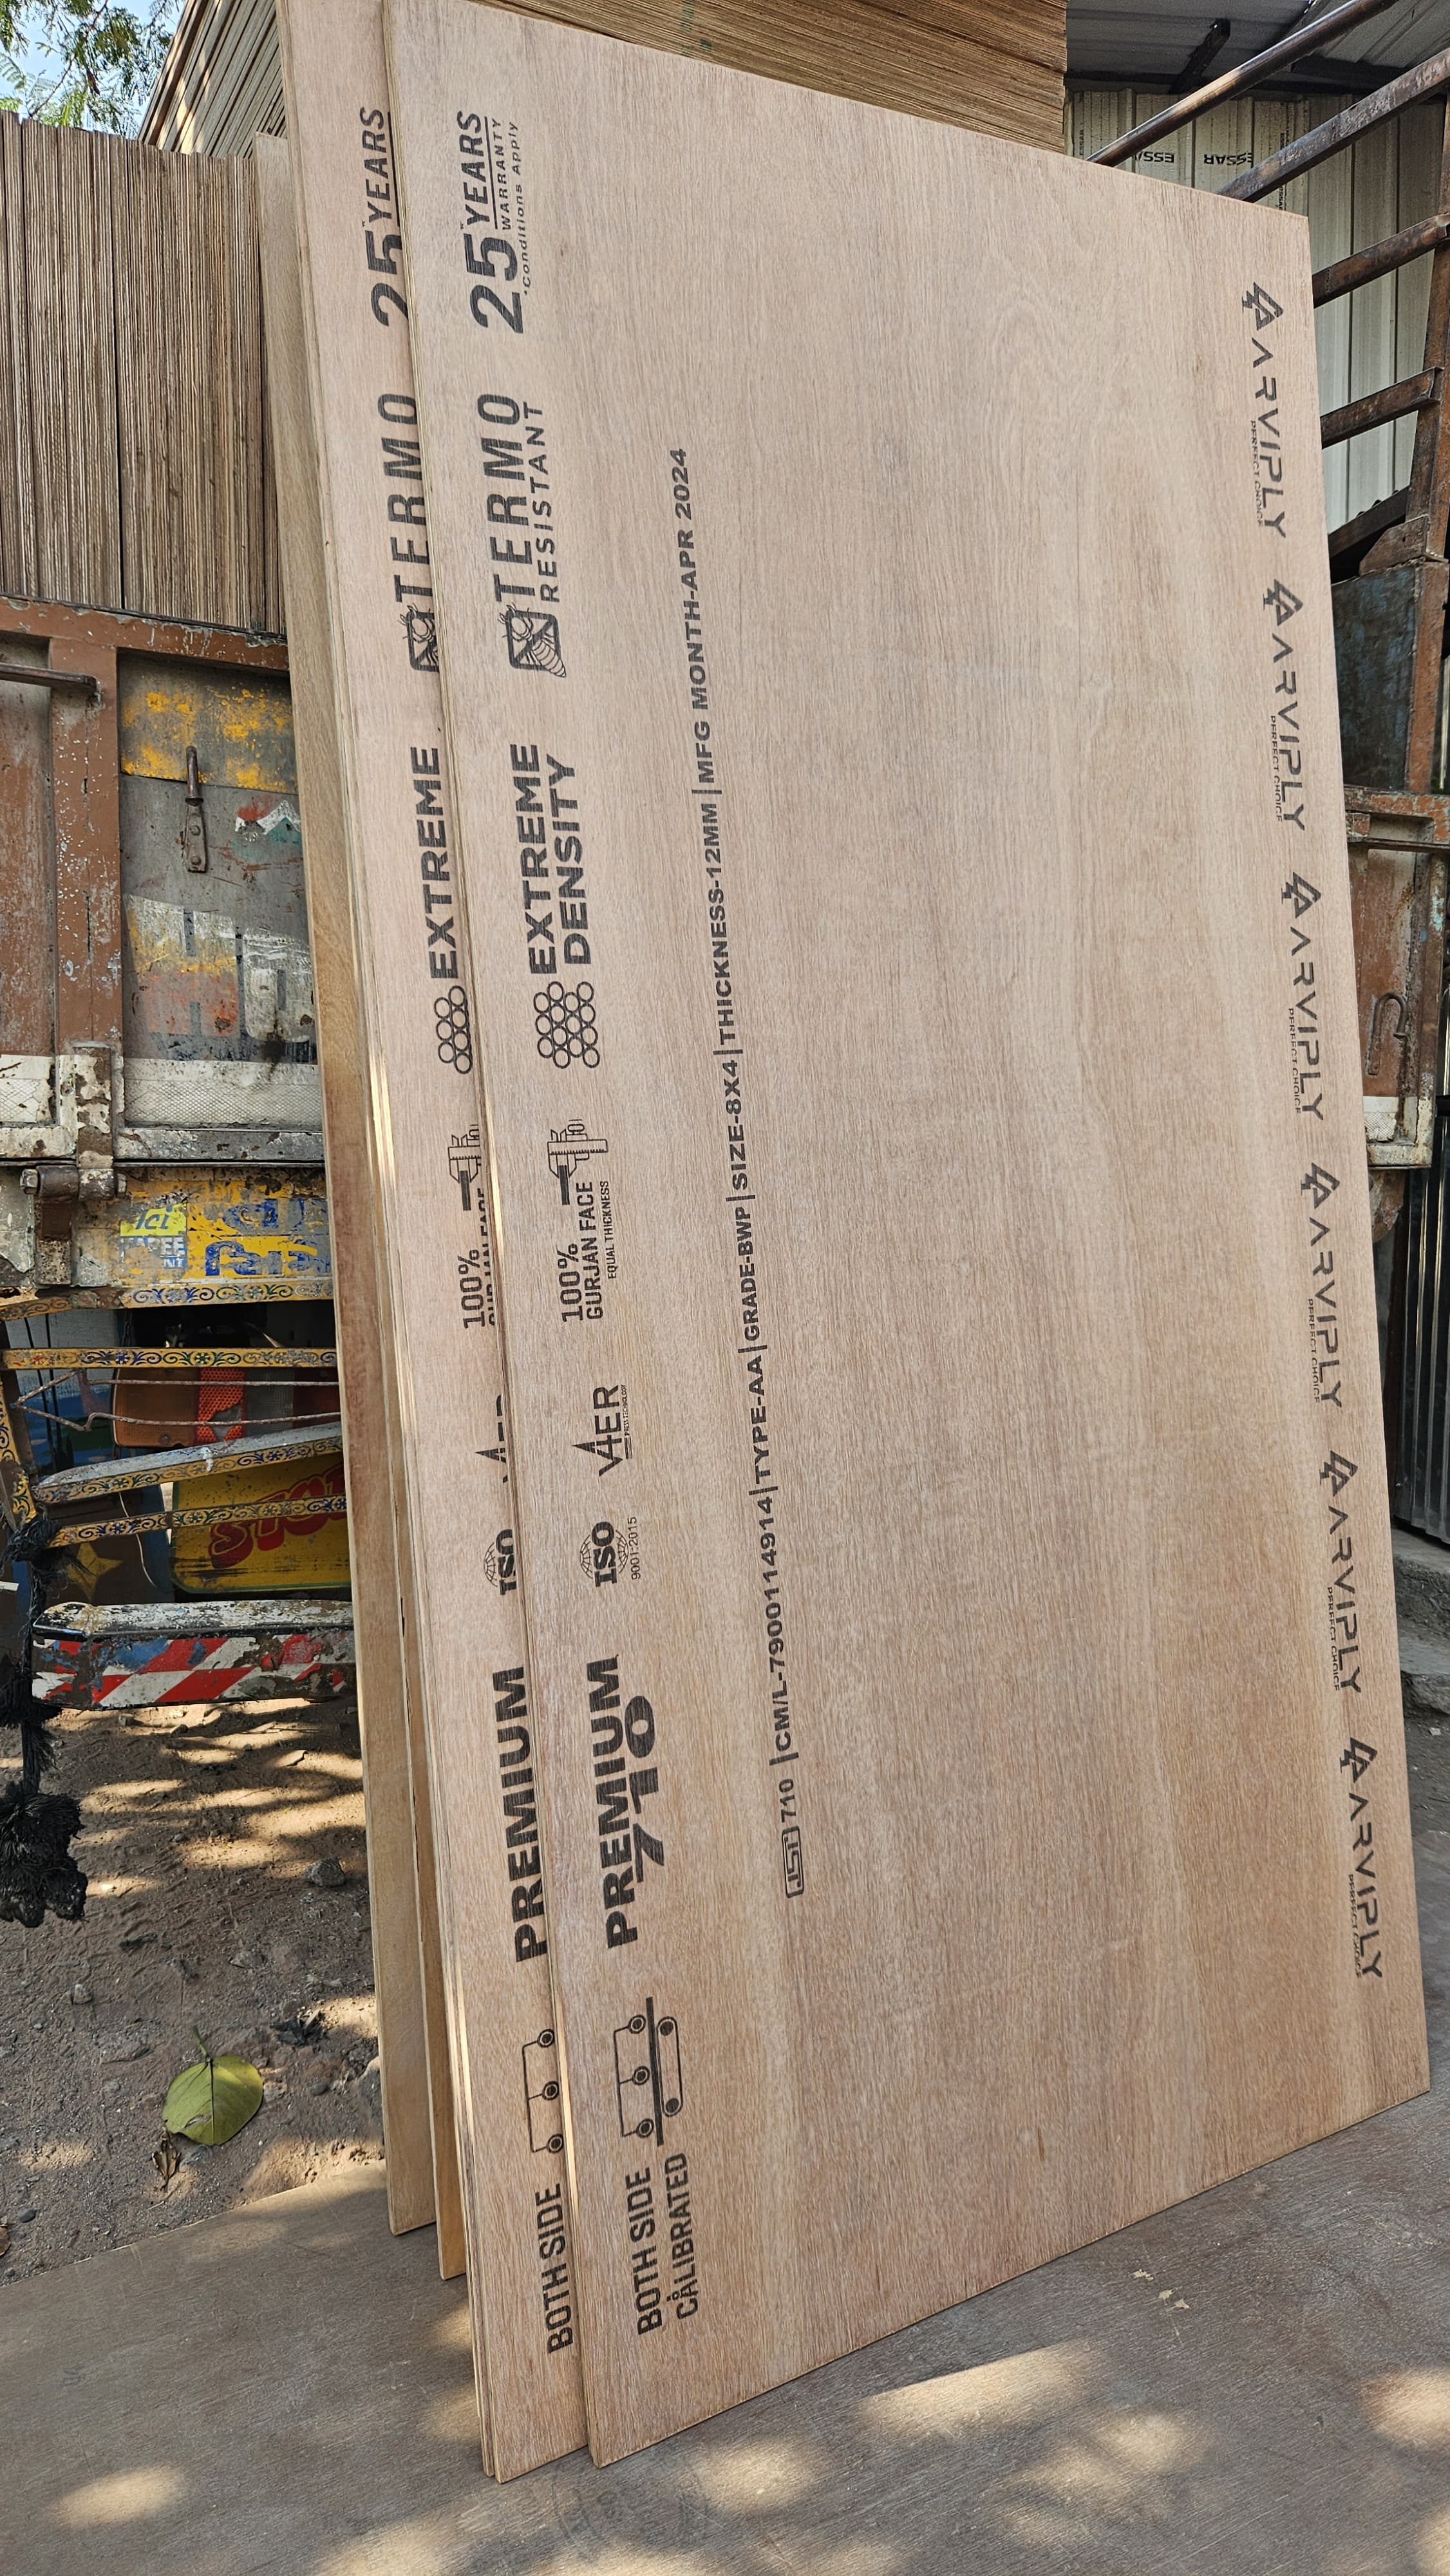 25 YEARS
TERMO
EXTREME
100%
ISO
PREMIUM
BOTH SIDE
25 YEARS
WARRANTY
*Conditions Apply
TERMO
RESISTANT
EXTREME
DENSITY
100%
GURJAN FACE
EQUAL THICKNESS
V4ER
ISO
9001:2015
PREMIUM
710
BOTH SIDE
CALIBRATED
ISI 710 |CM/L-7900114914|TYPE-AA|GRADE-BWP|SIZE-8X4|THICKNESS-12MM|MFG MONTH-APR 2024
ARVIPLY
PERFECT CHOICE
ARVIPLY
PERFECT CHOICE
ARVIPLY
PERFECT CHOICE
ARVIPLY
PERFECT CHOICE
ARVIPLY
PERFECT CHOICE
ARVIPLY
PERFECT CHOICE
ESSAR
ESSAR